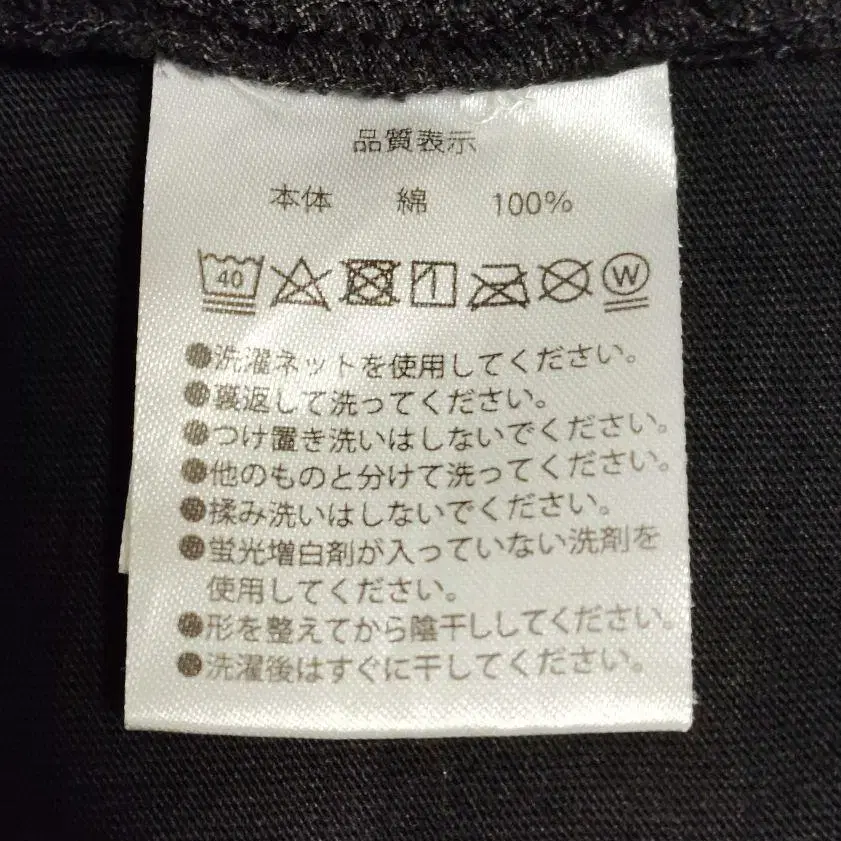 品質表示
本体 綿 100%
40 W
●洗濯ネットを使用してください。
●裏返して洗ってください。
●つけ置き洗いはしないでください。
●他のものと分けて洗ってください。
●揉み洗いはしないでください。
●蛍光増白剤が入っていない洗剤を
使用してください。
●形を整えてから陰干ししてください。
●洗濯後はすぐに干してください。